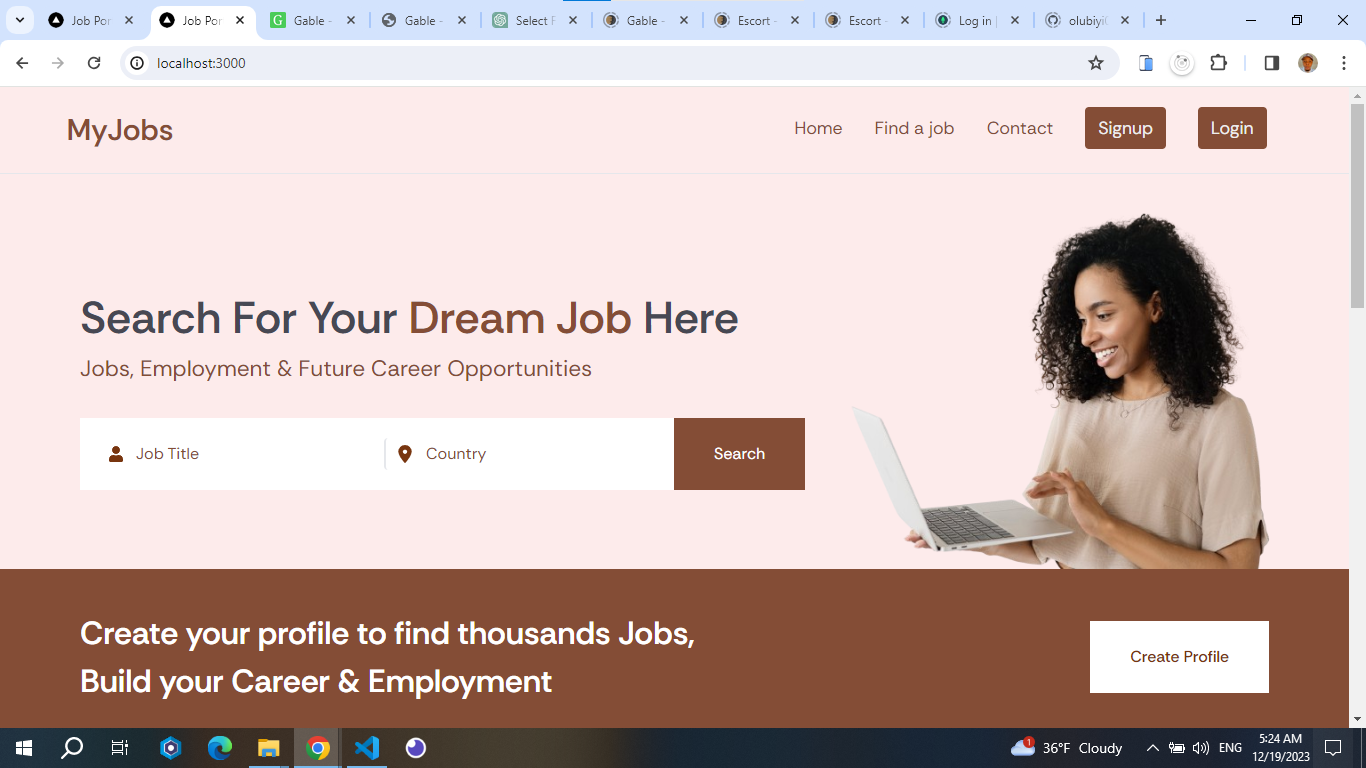 Job Por
Job Por
Gable -
Gable -
Select F
Gable -
Escort -
Escort -
Log in |
olubiyi
localhost:3000
MyJobs
Home Find a job Contact Signup Login
Search For Your Dream Job Here
Jobs, Employment & Future Career Opportunities
Job Title Country Search
Create your profile to find thousands Jobs,
Build your Career & Employment
Create Profile
1
36°F Cloudy
ENG
5:24 AM
12/19/2023